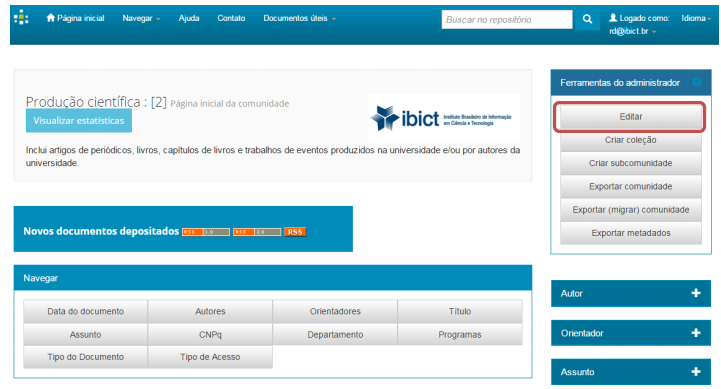 Página inicial Navegar Ajuda Contato Documentos úteis Buscar no repositório Logado como: Idioma
rd@ibict.br
Produção científica : [2] Página inicial da comunidade
Visualizar estatísticas
ibict Instituto Brasileiro de Informação
em Ciência e Tecnologia
Inclui artigos de periódicos, livros, capítulos de livros e trabalhos de eventos produzidos na universidade e/ou por autores da
universidade.
Ferramentas do administrador
Editar
Criar coleção
Criar subcomunidade
Exportar comunidade
Exportar (migrar) comunidade
Exportar metadados
Novos documentos depositados RSS 1.0 RSS 2.0 RSS
Navegar
Data do documento Autores Orientadores Título
Assunto CNPq Departamento Programas
Tipo do Documento Tipo de Acesso
Autor +
Orientador +
Assunto +